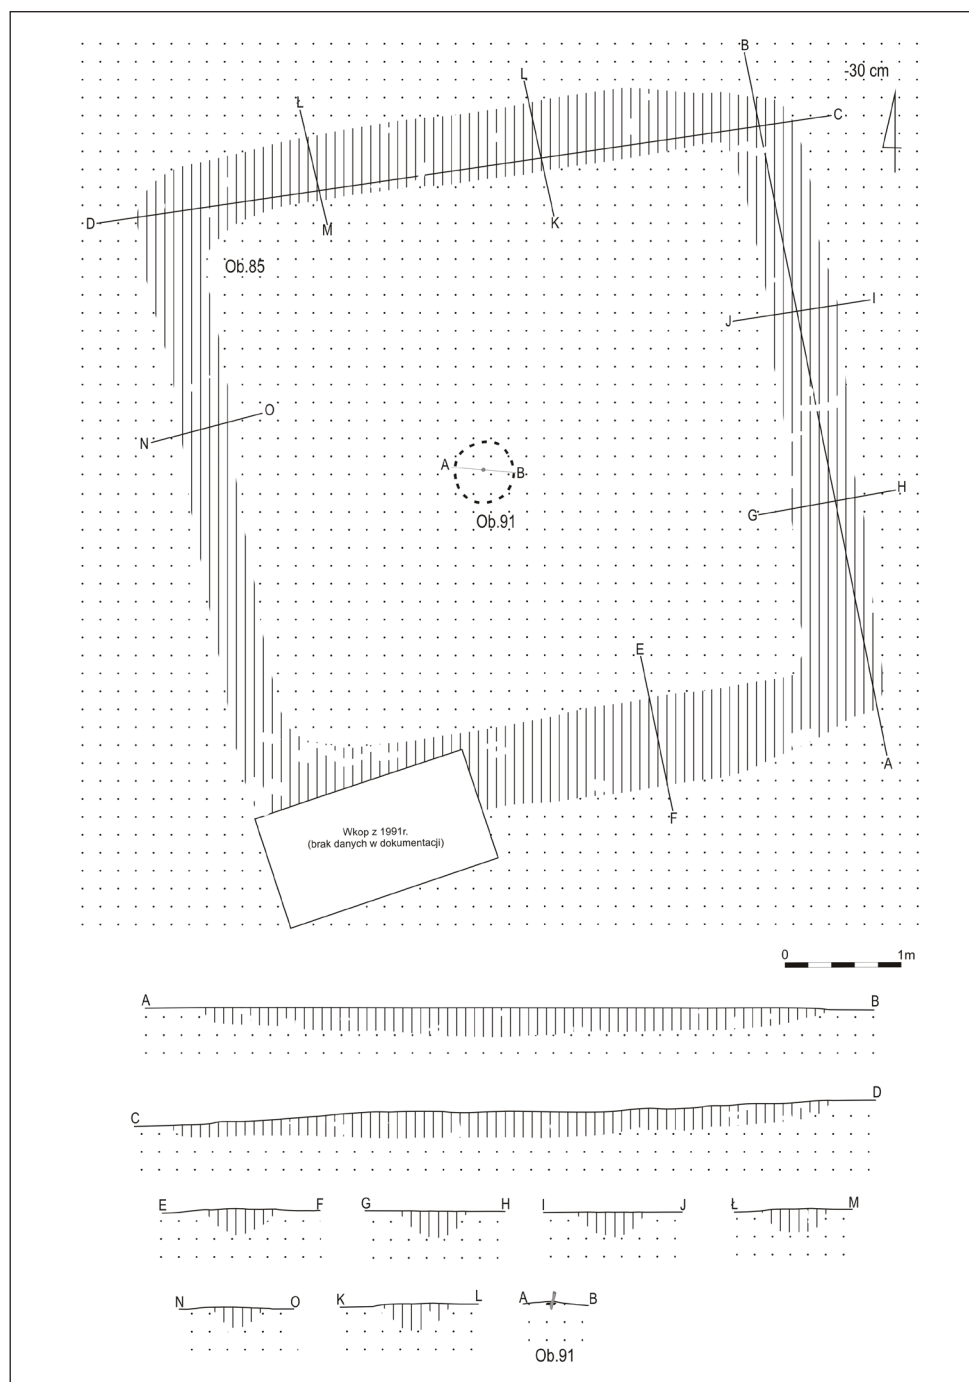 B
-30 cm
L
Ł
C
D
M
K
Ob.85
I
J
O
N
A
B
H
G
Ob.91
E
A
F
Wkop z 1991r.
(brak danych w dokumentacji)
0 1m
A B
C D
E F G H I J Ł M
N O K L A B
Ob.91